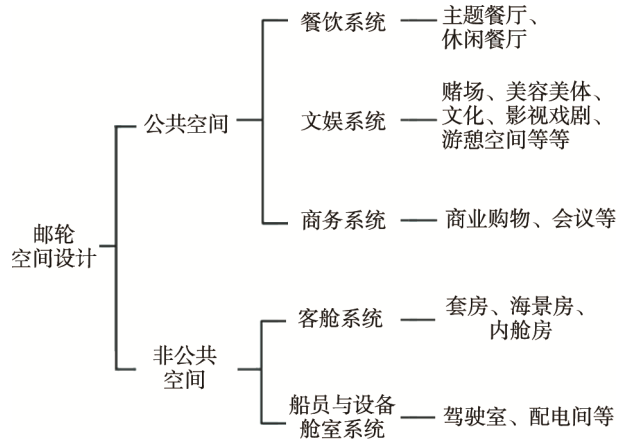 邮轮
空间设计
公共空间
餐饮系统
主题餐厅、
休闲餐厅
文娱系统
赌场、美容美体、
文化、影视戏剧、
游憩空间等等
商务系统
商业购物、会议等
非公共
空间
客舱系统
套房、海景房、
内舱房
船员与设备
舱室系统
驾驶室、配电间等